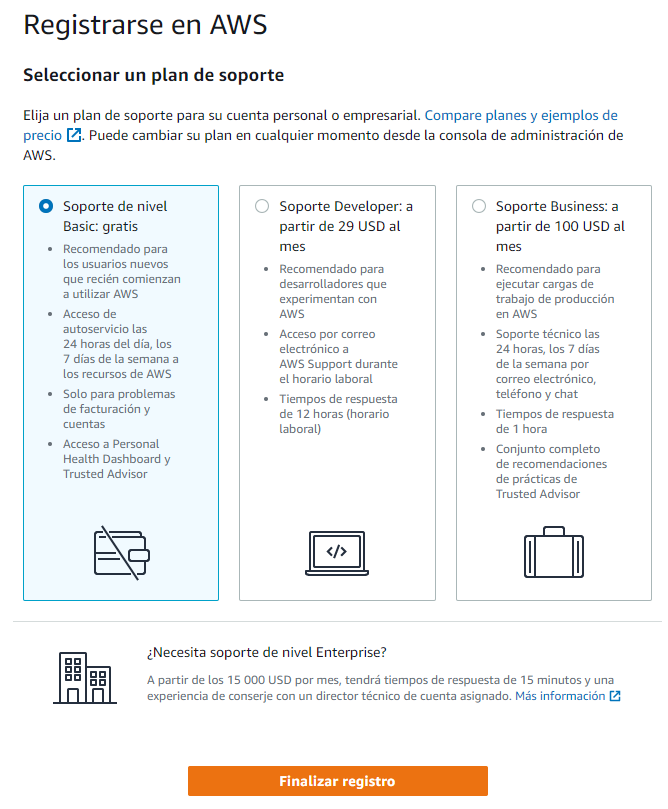 Registrarse en AWS
Seleccionar un plan de soporte
Elija un plan de soporte para su cuenta personal o empresarial. Compare planes y ejemplos de
precio. Puede cambiar su plan en cualquier momento desde la consola de administración de
AWS.
Soporte de nivel
Basic: gratis
• Recomendado para
los usuarios nuevos
que recién comienzan
a utilizar AWS
• Acceso de
autoservicio las
24 horas del día, los
7 días de la semana a
los recursos de AWS
• Solo para problemas
de facturación y
cuentas
• Acceso a Personal
Health Dashboard y
Trusted Advisor
Soporte Developer: a
partir de 29 USD al
mes
• Recomendado para
desarrolladores que
experimentan con
AWS
• Acceso por correo
electrónico a
AWS Support durante
el horario laboral
• Tiempos de respuesta
de 12 horas (horario
laboral)
</>
Soporte Business: a
partir de 100 USD al
mes
• Recomendado para
ejecutar cargas de
trabajo de producción
en AWS
• Soporte técnico las
24 horas, los 7 días
de la semana por
correo electrónico,
teléfono y chat
• Tiempos de respuesta
de 1 hora
• Conjunto completo
de recomendaciones
de prácticas de
Trusted Advisor
¿Necesita soporte de nivel Enterprise?
A partir de los 15 000 USD por mes, tendrá tiempos de respuesta de 15 minutos y una
experiencia de conserje con un director técnico de cuenta asignado. Más información
Finalizar registro